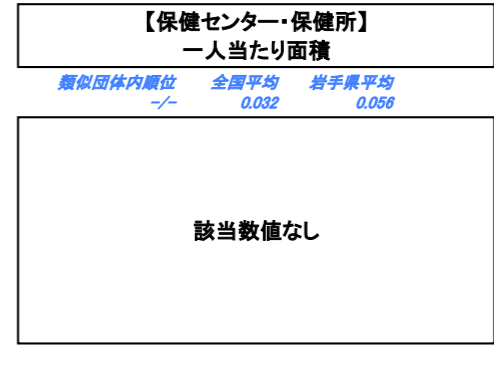 【保健センター・保健所】
一人当たり面積
類似団体内順位 全国平均 岩手県平均
-/- 0.032 0.056
該当数値なし